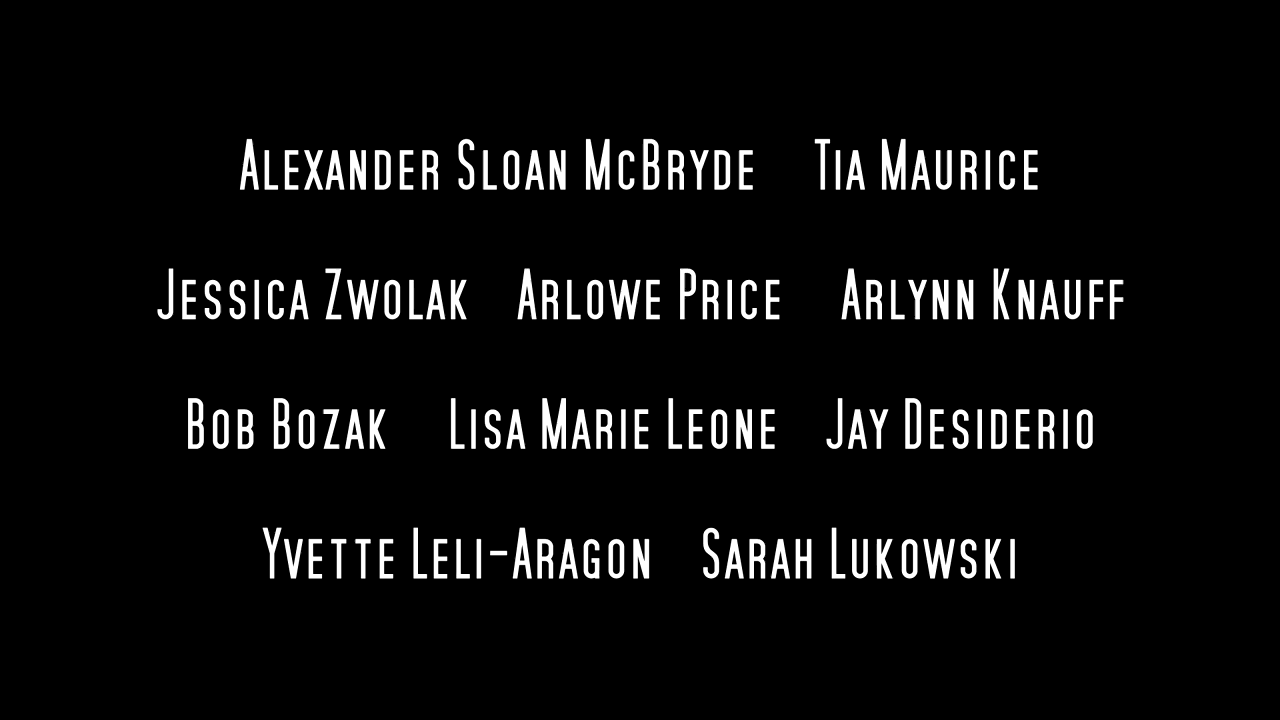 Alexander Sloan McBryde Tia Maurice
Jessica Zwolak Arlowe Price Arlynn Knauff
Bob Bozak Lisa Marie Leone Jay Desiderio
Yvette Leli-Aragon Sarah Lukowski